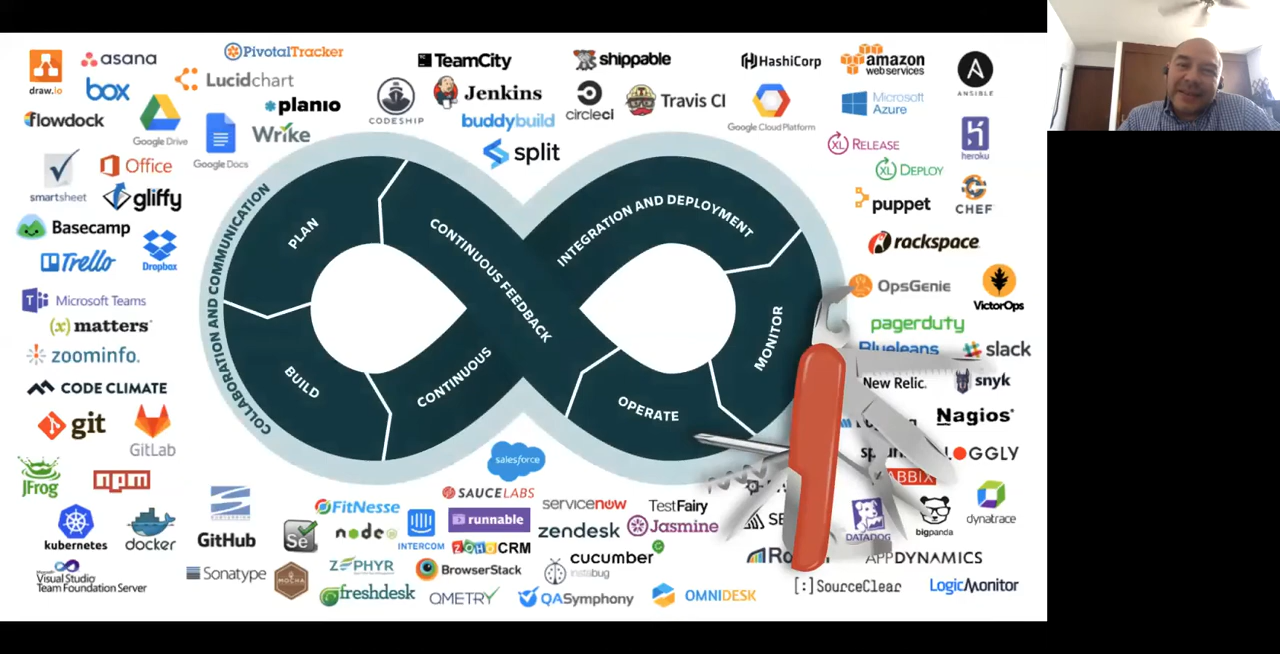 draw.io
asana
PivotalTracker
box
Lucidchart
flowdock
Google Drive
planio
Google Docs
Wrike
smartsheet
Office
gliffy
Basecamp
Trello
Dropbox
Microsoft Teams
(x) matters
zoominfo.
CODE CLIMATE
git
GitLab
JFrog
npm
kubernetes
docker
GitHub
Visual Studio
Team Foundation Server
Sonatype
MOCHA
CODESHIP
TeamCity
Jenkins
buddybuild
split
shippable
circleci
Travis CI
HashiCorp
Google Cloud Platform
amazon
web services
Microsoft
Azure
ANSIBLE
XL RELEASE
XL DEPLOY
heroku
puppet
CHEF
rackspace
OpsGenie
VictorOps
pagerduty
slack
New Relic.
snyk
Nagios
LOGGLY
DATADOG
bigpanda
dynatrace
APPDYNAMICS
[:]SourceClear
LogicMonitor
COLLABORATION AND COMMUNICATION
PLAN
BUILD
CONTINUOUS
INTEGRATION AND DEPLOYMENT
MONITOR
OPERATE
CONTINUOUS FEEDBACK
salesforce
SAUCELABS
FitNesse
Se
node
INTERCOM
runnable
ZOHO CRM
ZEPHYR
BrowserStack
freshdesk
QMETRY
servicenow
TestFairy
zendesk
Jasmine
cucumber
instabug
QASymphony
OMNIDESK